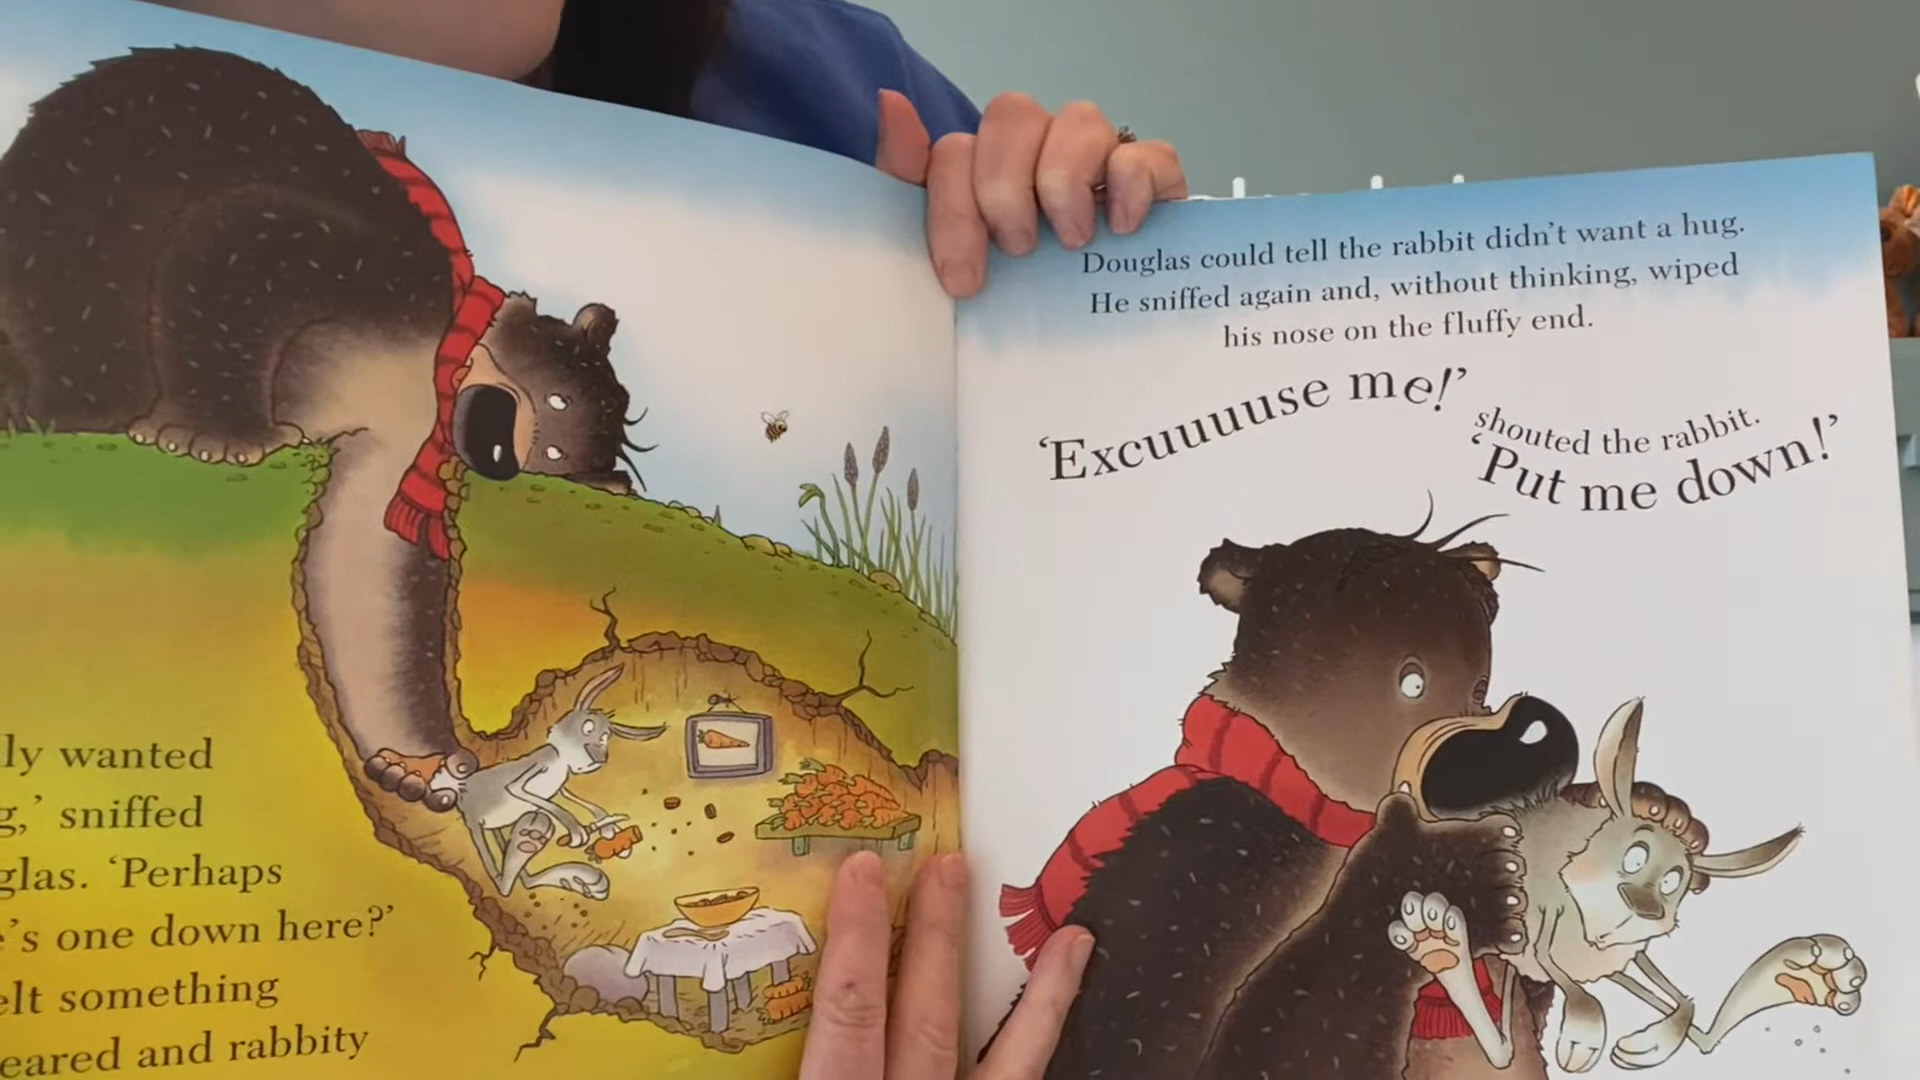 ly wanted
g,' sniffed
glas. 'Perhaps
e's one down here?'
elt something
eared and rabbity
Douglas could tell the rabbit didn't want a hug.
He sniffed again and, without thinking, wiped
his nose on the fluffy end.
'Excuuuuse me!'
shouted the rabbit.
'Put me down!'